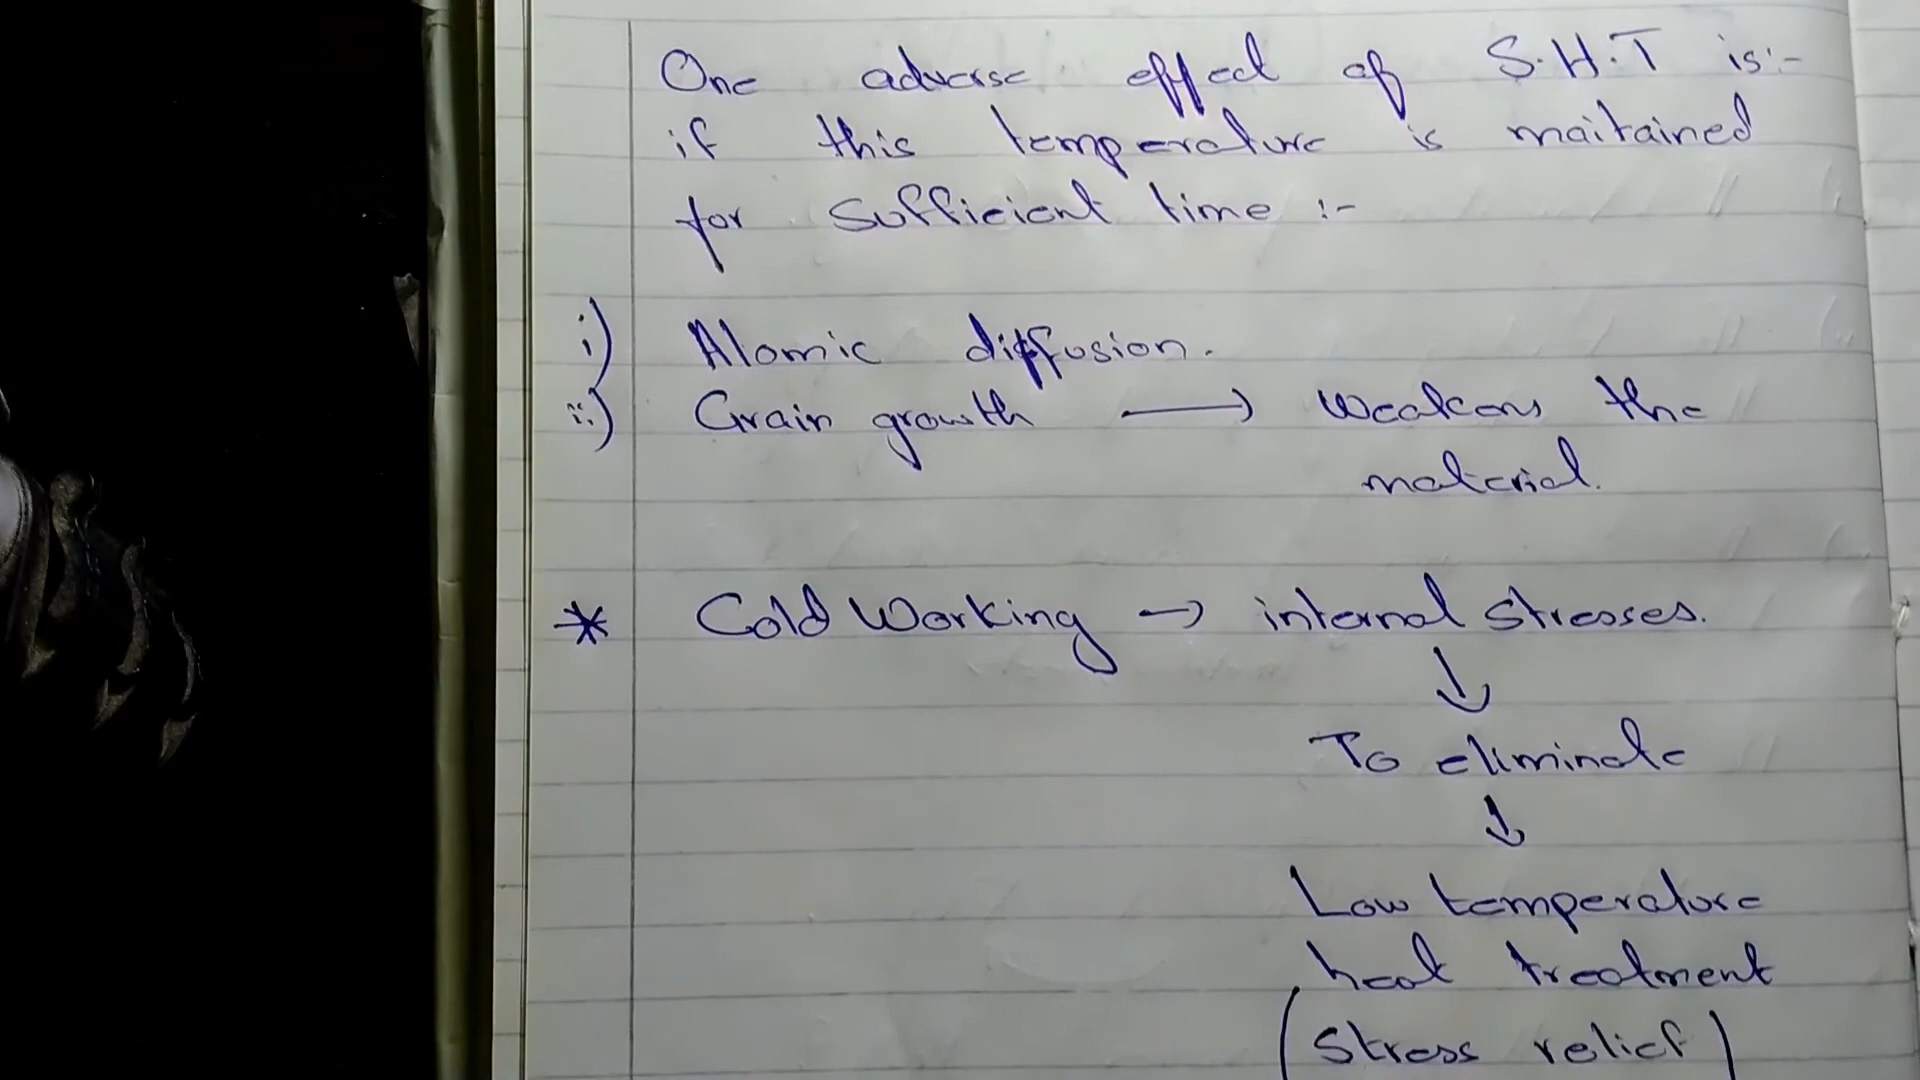 One adverse effect of S.H.T is:-
if this temperature is maitained
for sufficient time :-
i) Atomic diffusion.
ii) Grain growth → weakens the
material.
* Cold Working → internal stresses.
↓
To eliminate
↓
Low temperature
heat treatment
(Stress relief)